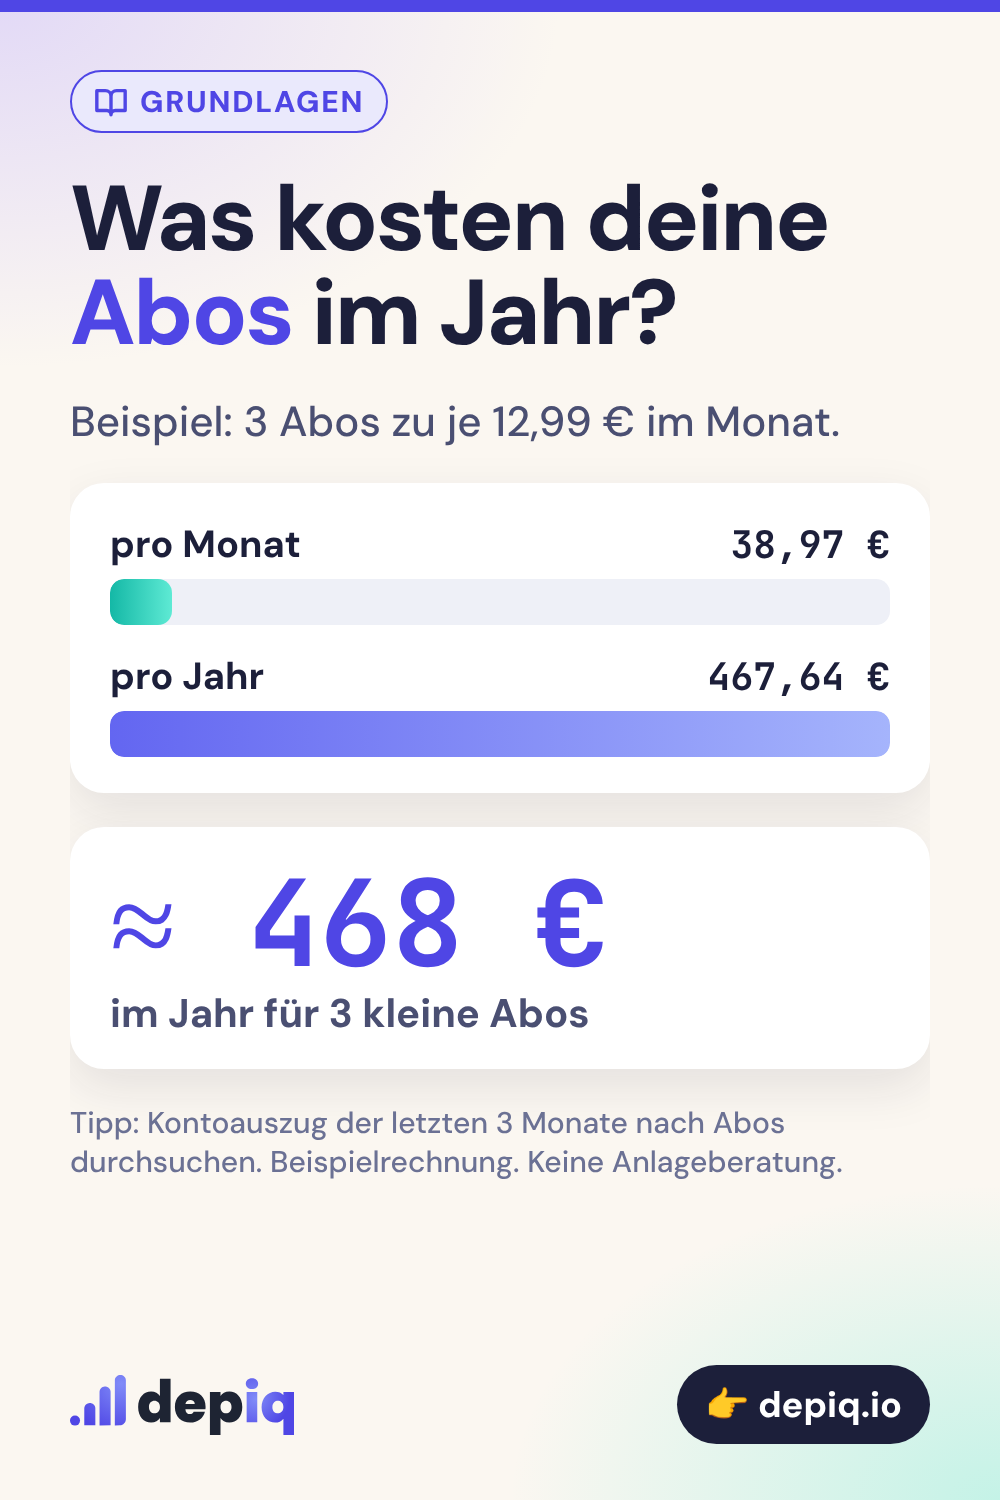 GRUNDLAGEN
Was kosten deine
Abos im Jahr?
Beispiel: 3 Abos zu je 12,99 € im Monat.
pro Monat 38,97 €
pro Jahr 467,64 €
≈ 468 €
im Jahr für 3 kleine Abos
Tipp: Kontoauszug der letzten 3 Monate nach Abos
durchsuchen. Beispielrechnung. Keine Anlageberatung.
depiq
👉 depiq.io